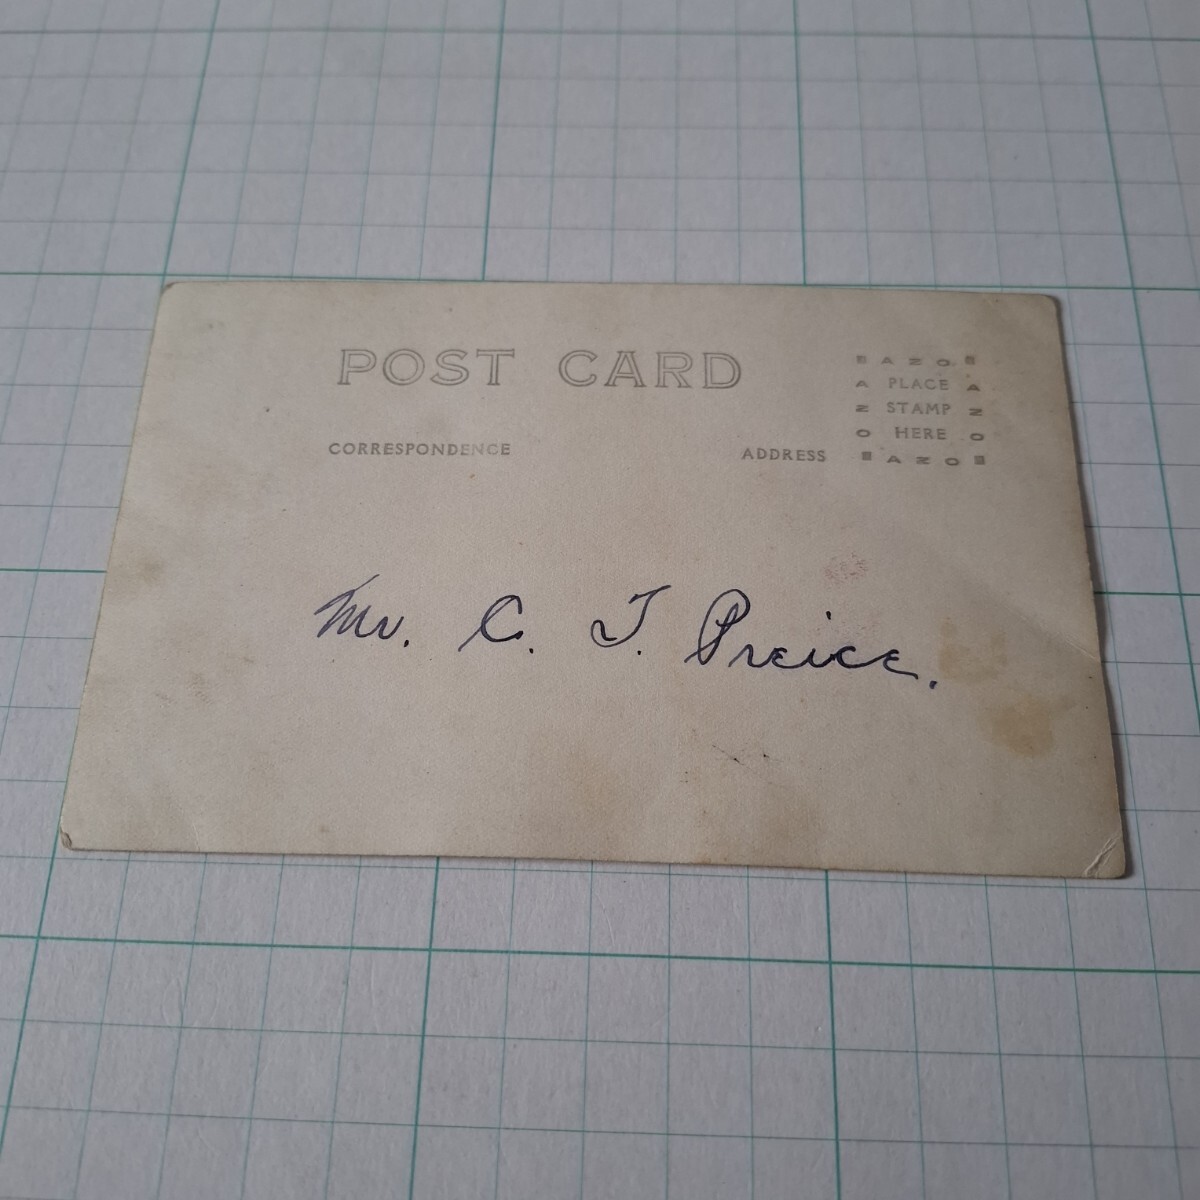 POST CARD
CORRESPONDENCE
ADDRESS
AZO
A PLACE A
Z STAMP Z
O HERE O
AZO
Mr. C. T. Preice.